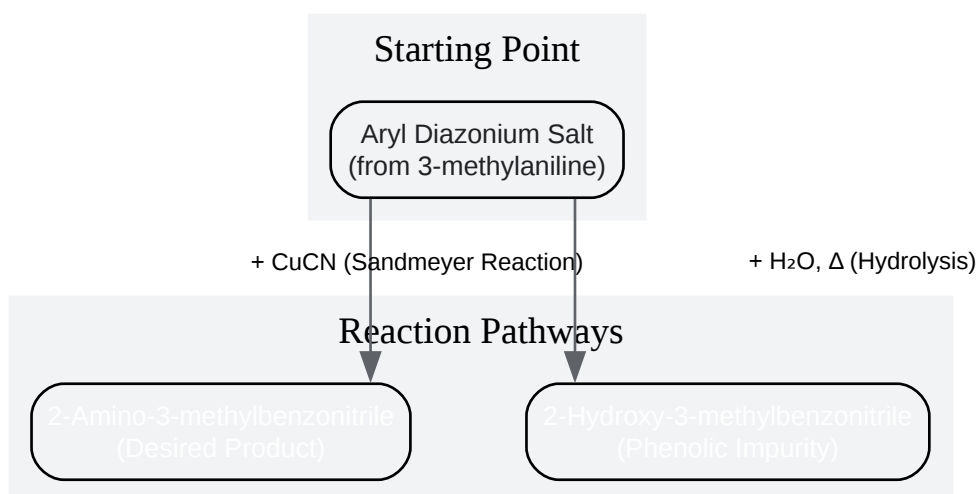 Starting Point
Aryl Diazonium Salt
(from 3-methylaniline)
+ CuCN (Sandmeyer Reaction)
+ H₂O, Δ (Hydrolysis)
Reaction Pathways
2-Amino-3-methylbenzonitrile
(Desired Product)
2-Hydroxy-3-methylbenzonitrile
(Phenolic Impurity)